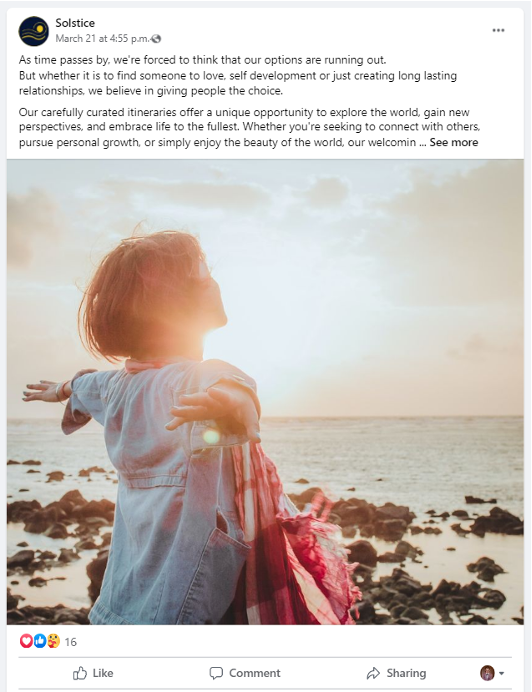 Solstice
March 21 at 4:55 p.m.
As time passes by, we're forced to think that our options are running out.
But whether it is to find someone to love, self development or just creating long lasting
relationships, we believe in giving people the choice.
Our carefully curated itineraries offer a unique opportunity to explore the world, gain new
perspectives, and embrace life to the fullest. Whether you're seeking to connect with others,
pursue personal growth, or simply enjoy the beauty of the world, our welcomin ... See more
16
Like Comment Sharing